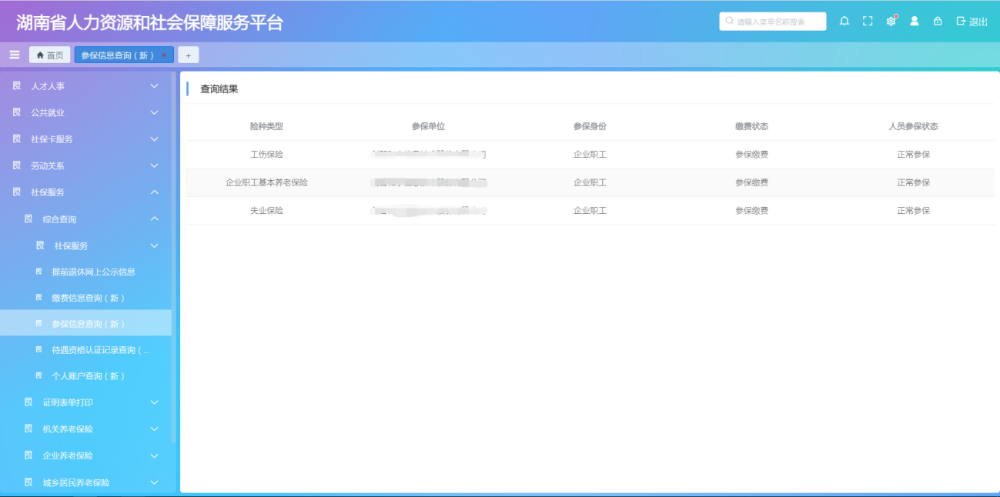 湖南省人力资源和社会保障服务平台
请输入菜单名称搜索
退出
首页
参保信息查询（新） ×
+
人才人事
公共就业
社保卡服务
劳动关系
社保服务
综合查询
社保服务
提前退休网上公示信息
缴费信息查询（新）
参保信息查询（新）
待遇资格认证记录查询（...
个人账户查询（新）
证明表单打印
机关养老保险
企业养老保险
城乡居民养老保险
查询结果
险种类型 参保单位 参保身份 缴费状态 人员参保状态
工伤保险 企业职工 参保缴费 正常参保
企业职工基本养老保险 企业职工 参保缴费 正常参保
失业保险 企业职工 参保缴费 正常参保